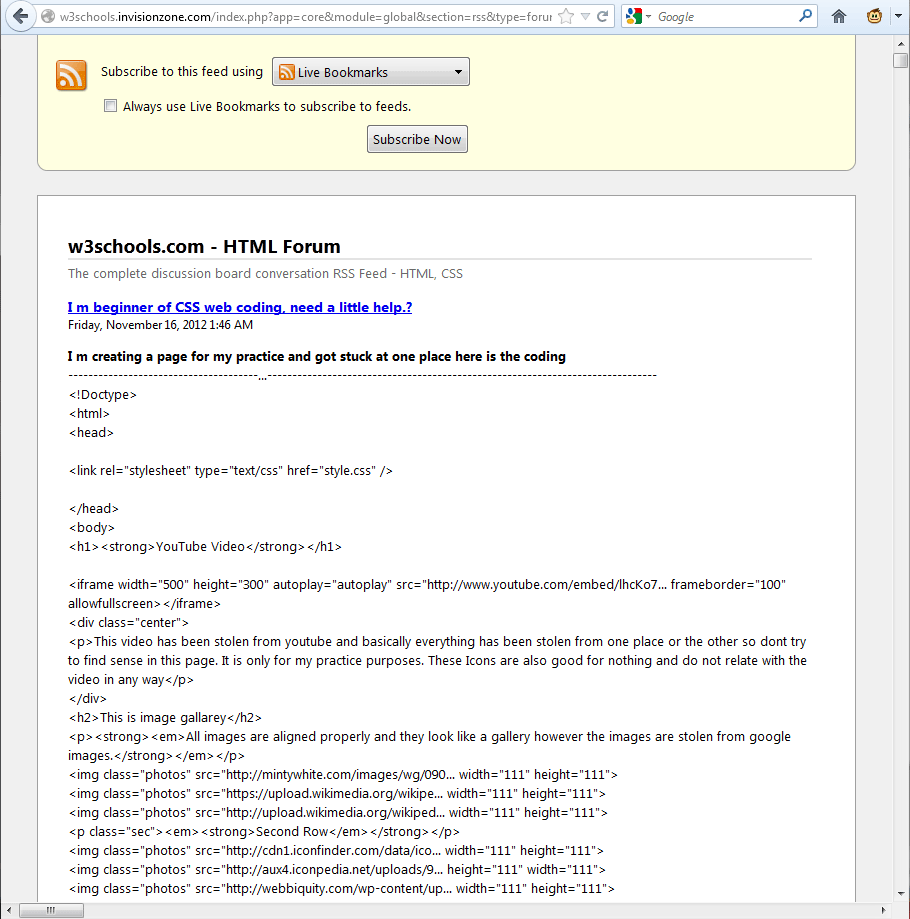 w3schools.invisionzone.com/index.php?app=core&module=global&section=rss&type=forur
Google
Subscribe to this feed using
Live Bookmarks
Always use Live Bookmarks to subscribe to feeds.
Subscribe Now
w3schools.com - HTML Forum
The complete discussion board conversation RSS Feed - HTML, CSS
I m beginner of CSS web coding, need a little help.?
Friday, November 16, 2012 1:46 AM
I m creating a page for my practice and got stuck at one place here is the coding
--------------------------------------...------------------------------------------------------------------------------
<!Doctype>
<html>
<head>
<link rel="stylesheet" type="text/css" href="style.css" />
</head>
<body>
<h1><strong>YouTube Video</strong></h1>
<iframe width="500" height="300" autoplay="autoplay" src="http://www.youtube.com/embed/lhcKo7... frameborder="100"
allowfullscreen></iframe>
<div class="center">
<p>This video has been stolen from youtube and basically everything has been stolen from one place or the other so dont try
to find sense in this page. It is only for my practice purposes. These Icons are also good for nothing and do not relate with the
video in any way</p>
</div>
<h2>This is image gallarey</h2>
<p><strong><em>All images are aligned properly and they look like a gallery however the images are stolen from google
images.</strong></em></p>
<img class="photos" src="http://mintywhite.com/images/wg/090... width="111" height="111">
<img class="photos" src="https://upload.wikimedia.org/wikipe... width="111" height="111">
<img class="photos" src="http://upload.wikimedia.org/wikiped... width="111" height="111">
<p class="sec"><em><strong>Second Row</em></strong></p>
<img class="photos" src="http://cdn1.iconfinder.com/data/ico... width="111" height="111">
<img class="photos" src="http://aux4.iconpedia.net/uploads/9... height="111" width="111">
<img class="photos" src="http://webbiquity.com/wp-content/up... width="111" height="111">